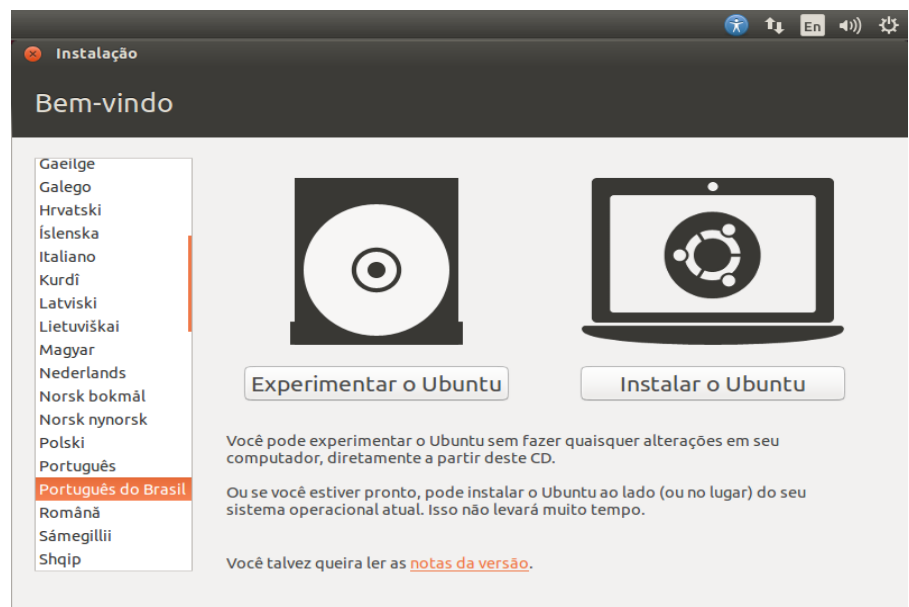 En
Instalação
Bem-vindo
Gaeilge
Galego
Hrvatski
Íslenska
Italiano
Kurdî
Latviski
Lietuviškai
Magyar
Nederlands
Norsk bokmål
Norsk nynorsk
Polski
Português
Português do Brasil
Română
Sámegillii
Shqip
Experimentar o Ubuntu
Instalar o Ubuntu
Você pode experimentar o Ubuntu sem fazer quaisquer alterações em seu
computador, diretamente a partir deste CD.
Ou se você estiver pronto, pode instalar o Ubuntu ao lado (ou no lugar) do seu
sistema operacional atual. Isso não levará muito tempo.
Você talvez queira ler as notas da versão.